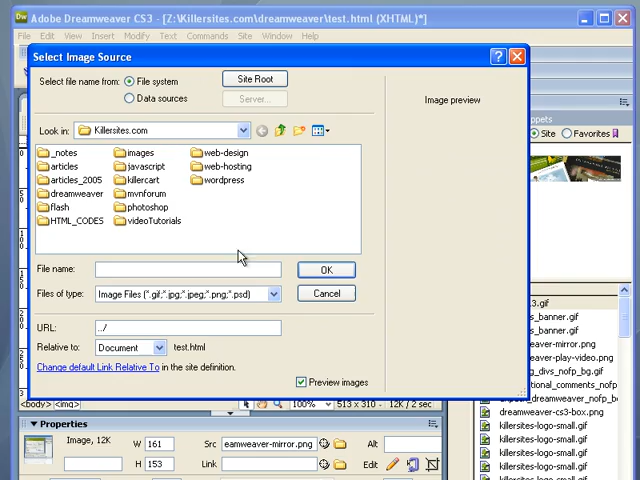 Adobe Dreamweaver CS3 - [Z:\Killersites.com\dreamweaver\test.html (XHTML)*]
File Edit View Insert Modify Text Commands Site Window Help
Select Image Source
Select file name from: File system Site Root
Data sources Server...
Image preview
Look in: Killersites.com
Site Favorites
_notes images web-design
articles javascript web-hosting
articles_2005 killercart wordpress
dreamweaver mvnforum
flash photoshop
HTML_CODES videoTutorials
File name: OK
Files of type: Image Files (*.gif;*.jpg;*.jpeg;*.png;*.psd) Cancel
URL: ../
Relative to: Document test.html
Change default Link Relative To in the site definition.
Preview images
3.gif
s_banner.gif
s_banner.gif
eaver-mirror.png
eaver-play-video.png
g_divs_nofp_bg.gif
tional_comments_nofp
dreamweaver_nofp_bg
dreamweaver-cs3-box.png
killersites-logo-small.gif
killersites-logo-small.gif
killersites-logo-small.gif
killersites-logo-small.gif
<body> <img> 100% 513 x 310 12K / 2 sec
Properties
Image, 12K W 161 Src eamweaver-mirror.png Alt
H 153 Link Edit